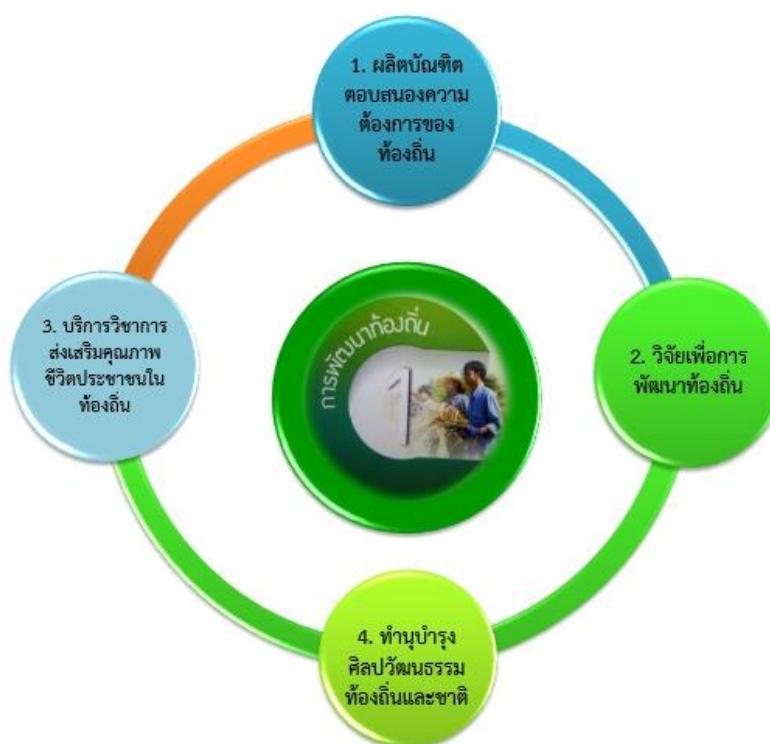 1. ผลิตบัณฑิต
ตอบสนองความ
ต้องการของ
ท้องถิ่น
2. วิจัยเพื่อการ
พัฒนาท้องถิ่น
3. บริการวิชาการ
ส่งเสริมคุณภาพ
ชีวิตประชาชนใน
ท้องถิ่น
4. ทำนุบำรุง
ศิลปวัฒนธรรม
ท้องถิ่นและชาติ
การพัฒนาท้องถิ่น
1